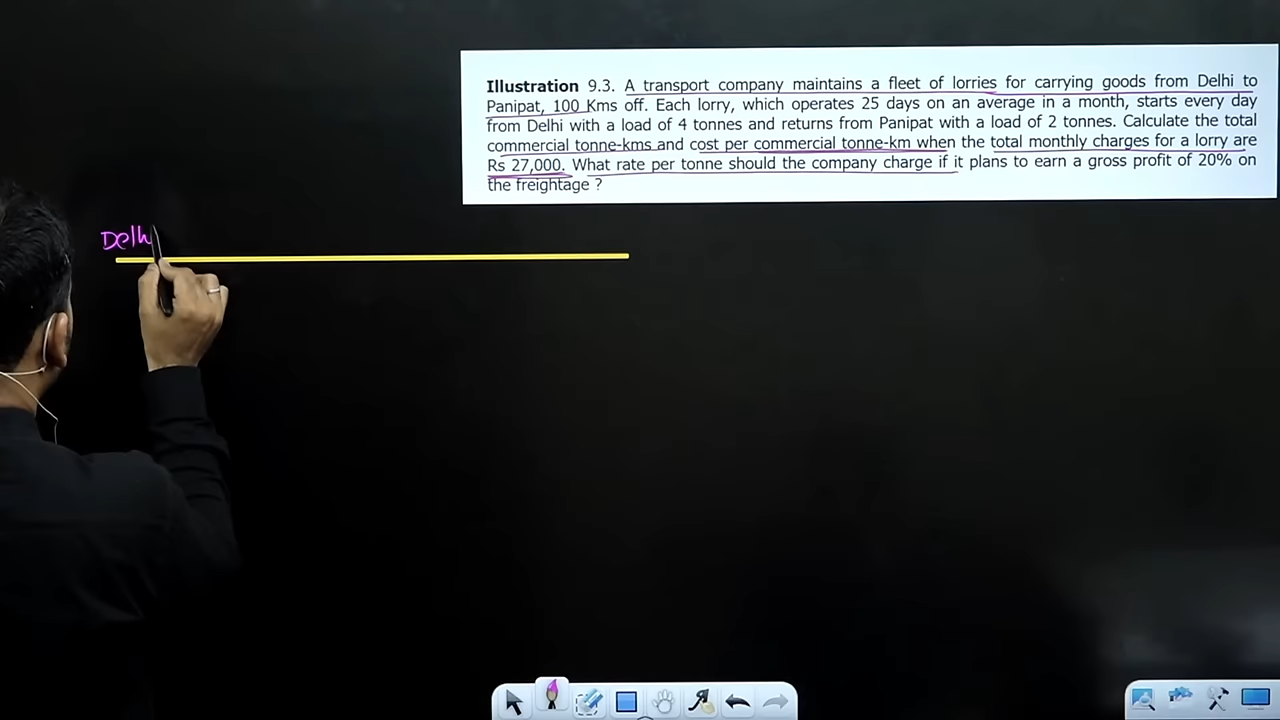 Illustration 9.3. A transport company maintains a fleet of lorries for carrying goods from Delhi to
Panipat, 100 Kms off. Each lorry, which operates 25 days on an average in a month, starts every day
from Delhi with a load of 4 tonnes and returns from Panipat with a load of 2 tonnes. Calculate the total
commercial tonne-kms and cost per commercial tonne-km when the total monthly charges for a lorry are
Rs 27,000. What rate per tonne should the company charge if it plans to earn a gross profit of 20% on
the freightage ?
Delh